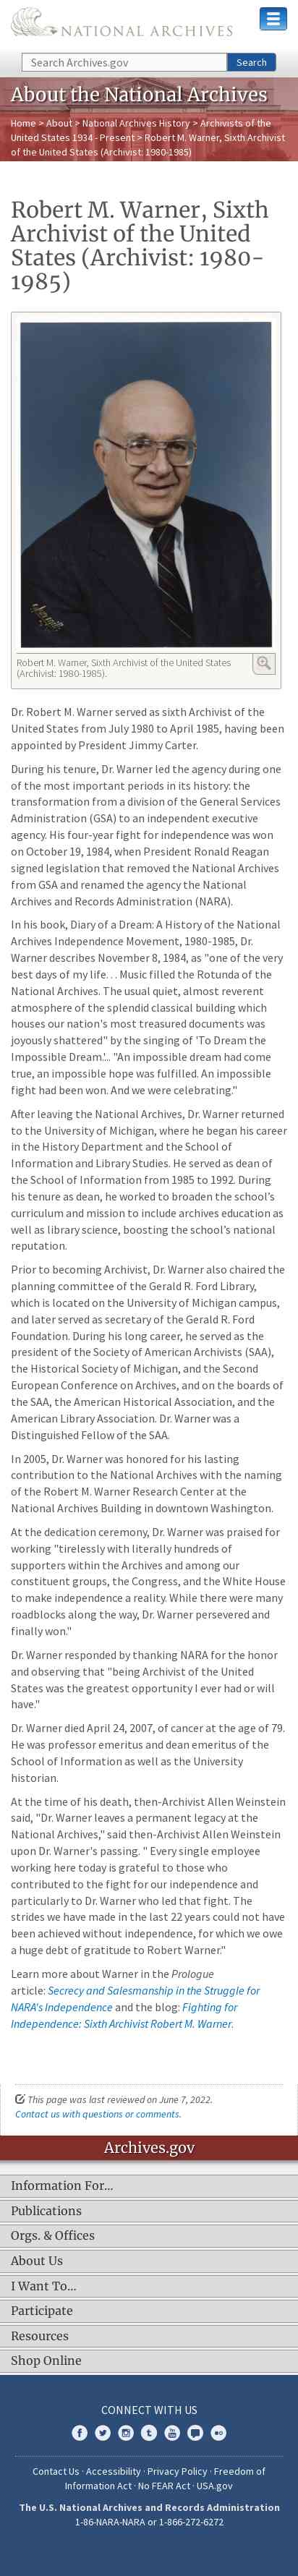 NATIONAL ARCHIVES
Search Archives.gov
Search
About the National Archives
Home > About > National Archives History > Archivists of the
United States 1934 - Present > Robert M. Warner, Sixth Archivist
of the United States (Archivist: 1980-1985)
Robert M. Warner, Sixth
Archivist of the United
States (Archivist: 1980-
1985)
Robert M. Warner, Sixth Archivist of the United States
(Archivist: 1980-1985).
Dr. Robert M. Warner served as sixth Archivist of the
United States from July 1980 to April 1985, having been
appointed by President Jimmy Carter.
During his tenure, Dr. Warner led the agency during one
of the most important periods in its history: the
transformation from a division of the General Services
Administration (GSA) to an independent executive
agency. His four-year fight for independence was won
on October 19, 1984, when President Ronald Reagan
signed legislation that removed the National Archives
from GSA and renamed the agency the National
Archives and Records Administration (NARA).
In his book, Diary of a Dream: A History of the National
Archives Independence Movement, 1980-1985, Dr.
Warner describes November 8, 1984, as "one of the very
best days of my life. . . Music filled the Rotunda of the
National Archives. The usual quiet, almost reverent
atmosphere of the splendid classical building which
houses our nation's most treasured documents was
joyously shattered" by the singing of 'To Dream the
Impossible Dream.'... "An impossible dream had come
true, an impossible hope was fulfilled. An impossible
fight had been won. And we were celebrating."
After leaving the National Archives, Dr. Warner returned
to the University of Michigan, where he began his career
in the History Department and the School of
Information and Library Studies. He served as dean of
the School of Information from 1985 to 1992. During
his tenure as dean, he worked to broaden the school’s
curriculum and mission to include archives education as
well as library science, boosting the school’s national
reputation.
Prior to becoming Archivist, Dr. Warner also chaired the
planning committee of the Gerald R. Ford Library,
which is located on the University of Michigan campus,
and later served as secretary of the Gerald R. Ford
Foundation. During his long career, he served as the
president of the Society of American Archivists (SAA),
the Historical Society of Michigan, and the Second
European Conference on Archives, and on the boards of
the SAA, the American Historical Association, and the
American Library Association. Dr. Warner was a
Distinguished Fellow of the SAA.
In 2005, Dr. Warner was honored for his lasting
contribution to the National Archives with the naming
of the Robert M. Warner Research Center at the
National Archives Building in downtown Washington.
At the dedication ceremony, Dr. Warner was praised for
working "tirelessly with literally hundreds of
supporters within the Archives and among our
constituent groups, the Congress, and the White House
to make independence a reality. While there were many
roadblocks along the way, Dr. Warner persevered and
finally won."
Dr. Warner responded by thanking NARA for the honor
and observing that "being Archivist of the United
States was the greatest opportunity I ever had or will
have."
Dr. Warner died April 24, 2007, of cancer at the age of 79.
He was professor emeritus and dean emeritus of the
School of Information as well as the University
historian.
At the time of his death, then-Archivist Allen Weinstein
said, "Dr. Warner leaves a permanent legacy at the
National Archives," said then-Archivist Allen Weinstein
upon Dr. Warner's passing. " Every single employee
working here today is grateful to those who
contributed to the fight for our independence and
particularly to Dr. Warner who led that fight. The
strides we have made in the last 22 years could not have
been achieved without independence, for which we owe
a huge debt of gratitude to Robert Warner."
Learn more about Warner in the Prologue
article: Secrecy and Salesmanship in the Struggle for
NARA's Independence and the blog: Fighting for
Independence: Sixth Archivist Robert M. Warner.
This page was last reviewed on June 7, 2022.
Contact us with questions or comments.
Archives.gov
Information For...
Publications
Orgs. & Offices
About Us
I Want To...
Participate
Resources
Shop Online
CONNECT WITH US
Contact Us · Accessibility · Privacy Policy · Freedom of
Information Act · No FEAR Act · USA.gov
The U.S. National Archives and Records Administration
1-86-NARA-NARA or 1-866-272-6272